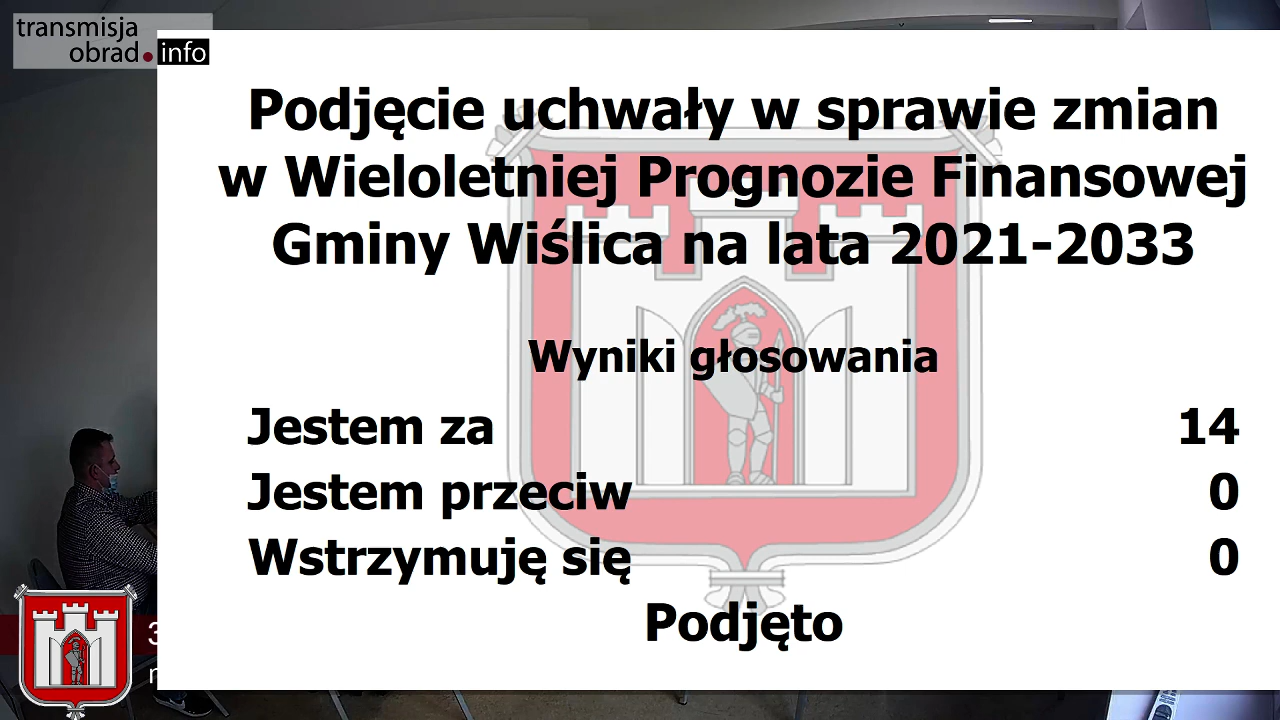 transmisja
obrad.info
Podjęcie uchwały w sprawie zmian
w Wieloletniej Prognozie Finansowej
Gminy Wiślica na lata 2021-2033
Wyniki głosowania
Jestem za 14
Jestem przeciw 0
Wstrzymuję się 0
Podjęto